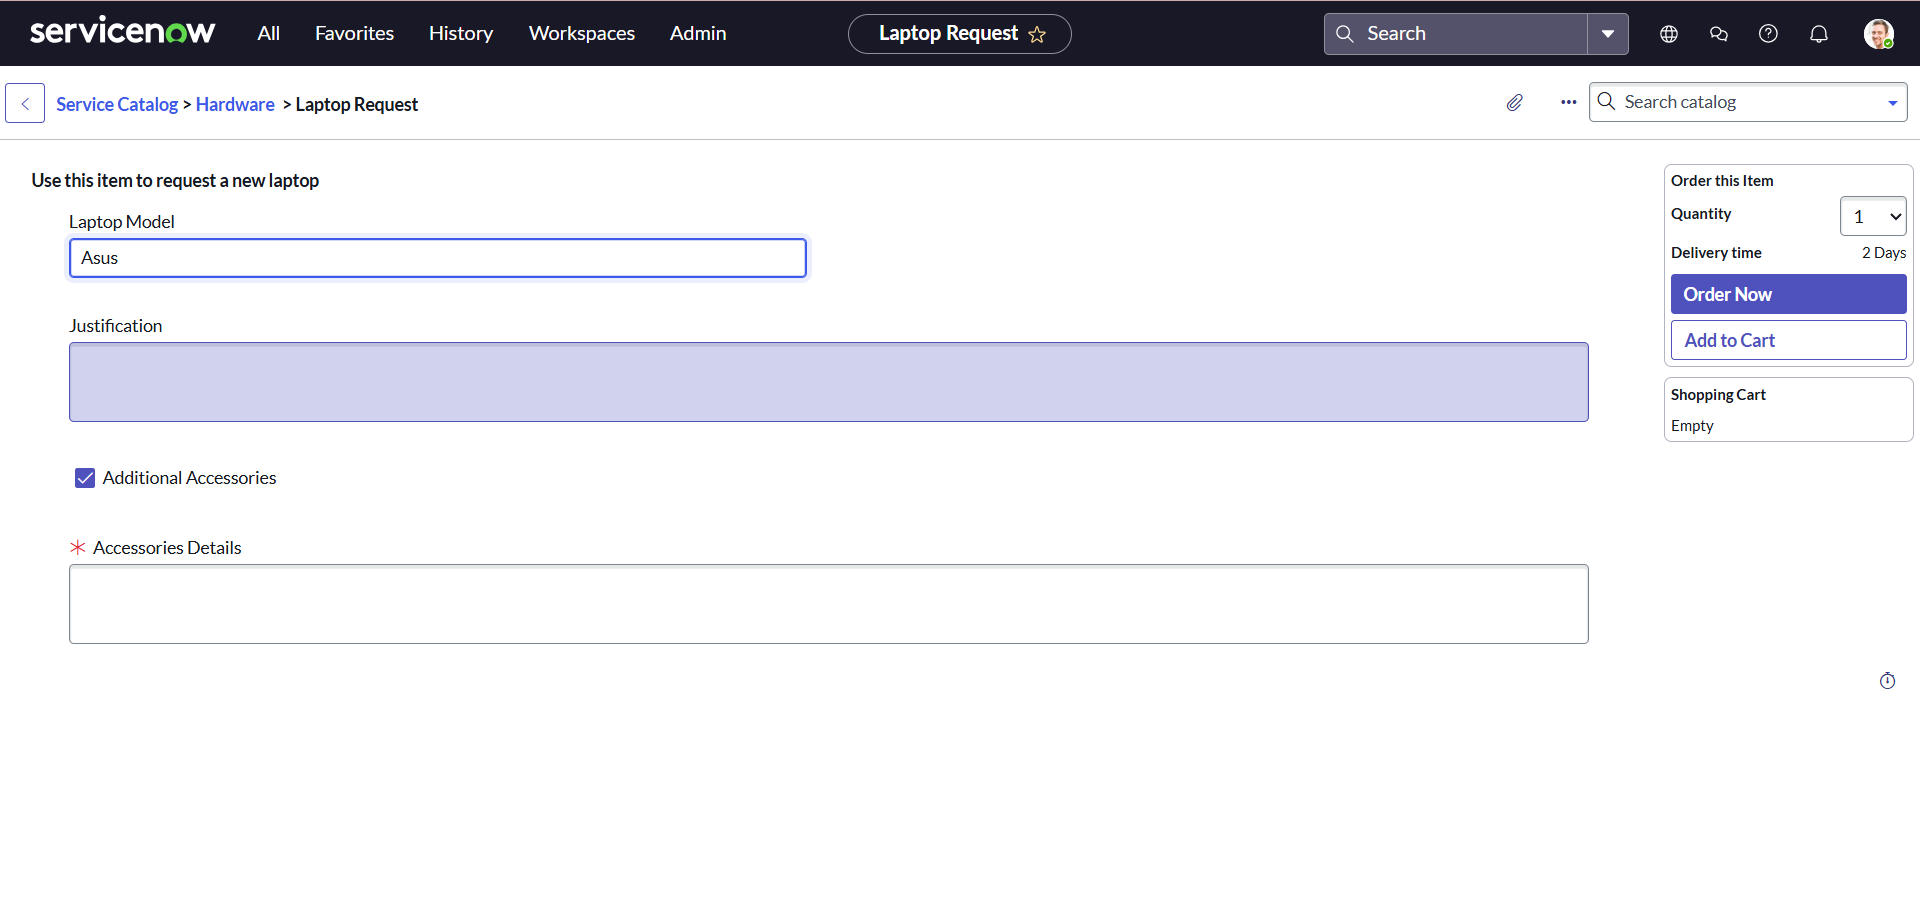 servicenow All Favorites History Workspaces Admin Laptop Request Search
Service Catalog > Hardware > Laptop Request Search catalog
Use this item to request a new laptop
Laptop Model
Asus
Justification
Additional Accessories
* Accessories Details
Order this Item
Quantity 1
Delivery time 2 Days
Order Now
Add to Cart
Shopping Cart
Empty